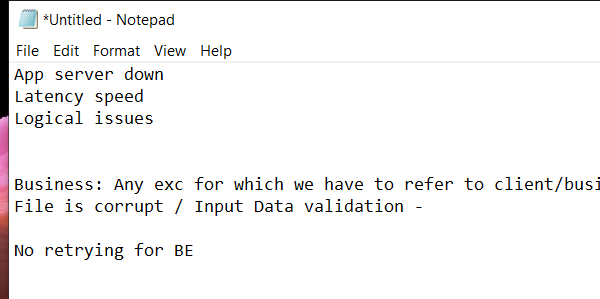 *Untitled - Notepad
File Edit Format View Help
App server down
Latency speed
Logical issues
Business: Any exc for which we have to refer to client/busi
File is corrupt / Input Data validation -
No retrying for BE